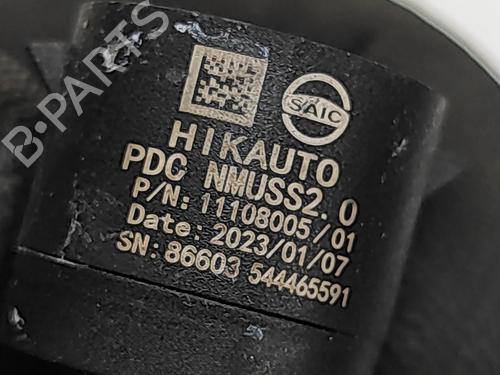 SAIC
HIKAUTO
PDC NMUSS2.0
P/N: 11108005/01
Date: 2023/01/07
SN: 86603 544465591
B-PARTS